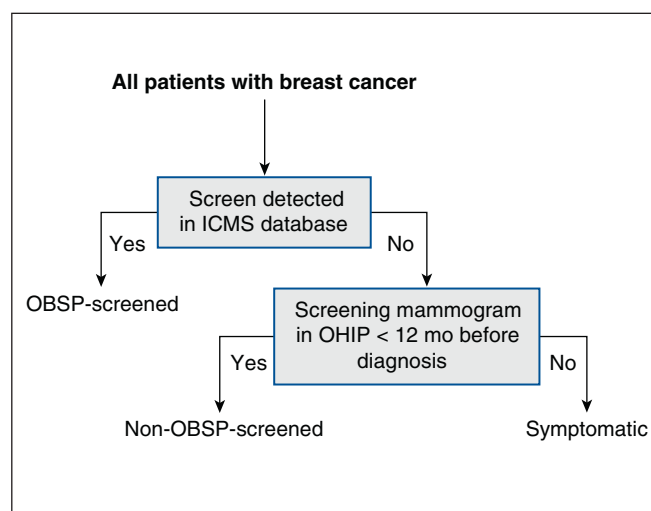 All patients with breast cancer
Screen detected
in ICMS database
Yes
No
OBSP-screened
Screening mammogram
in OHIP < 12 mo before
diagnosis
Yes
No
Non-OBSP-screened
Symptomatic